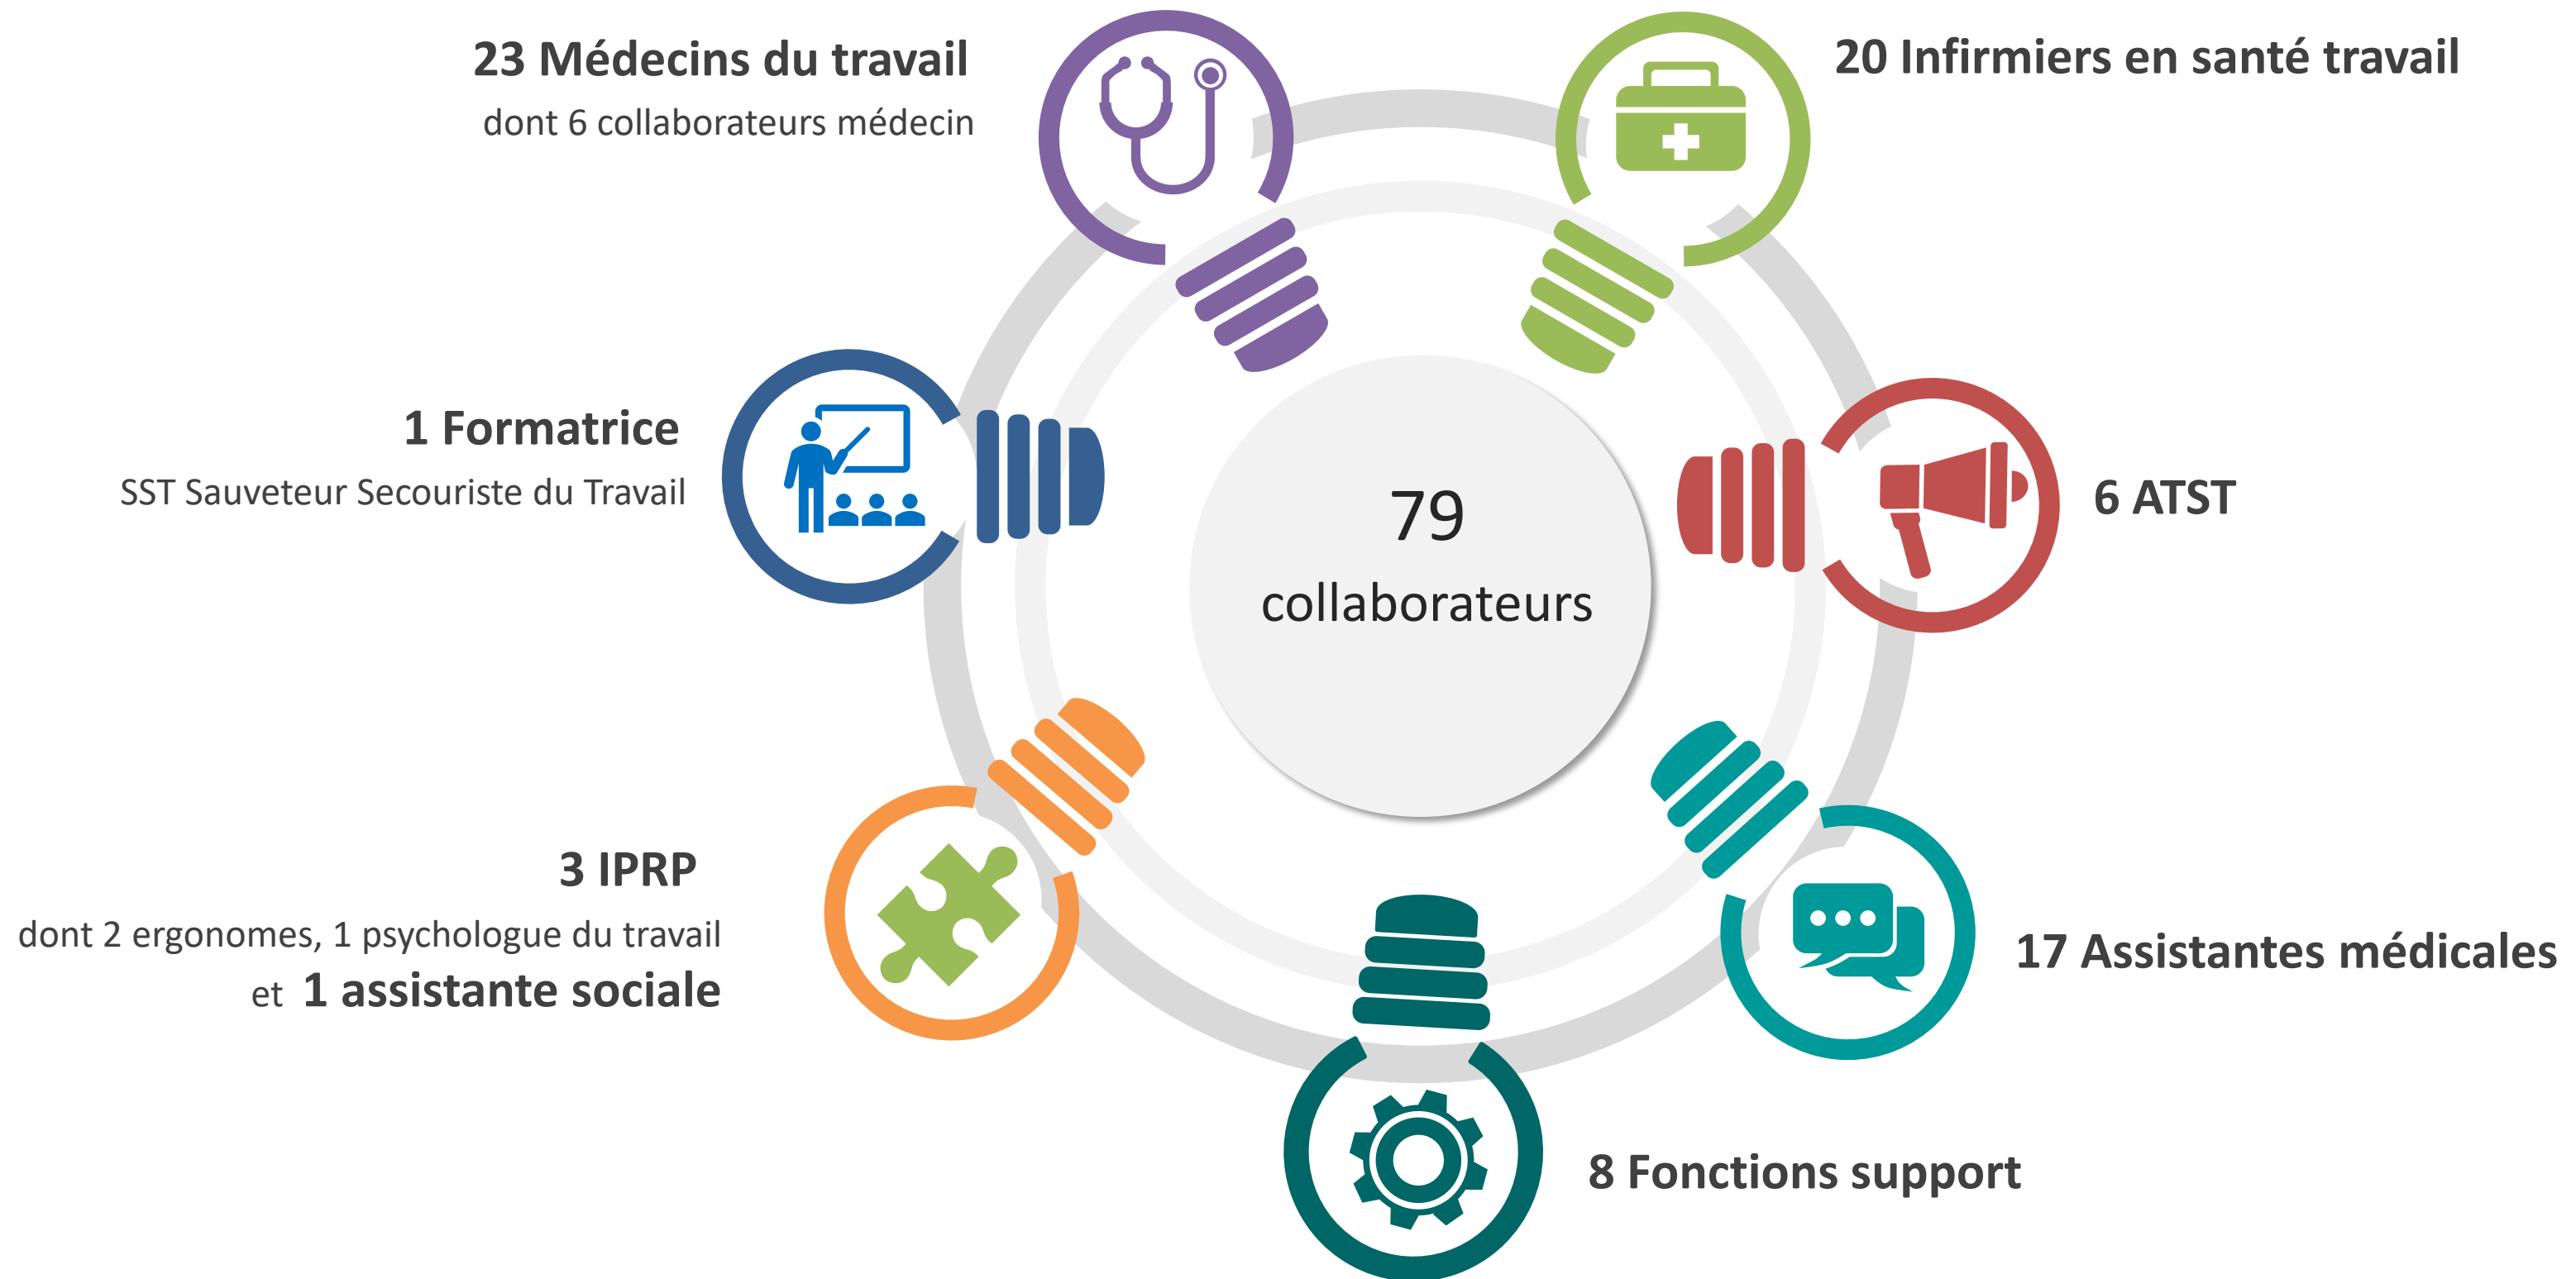 23 Médecins du travail
dont 6 collaborateurs médecin
20 Infirmiers en santé travail
1 Formatrice
SST Sauveteur Secouriste du Travail
79
collaborateurs
6 ATST
3 IPRP
dont 2 ergonomes, 1 psychologue du travail
et 1 assistante sociale
17 Assistantes médicales
8 Fonctions support